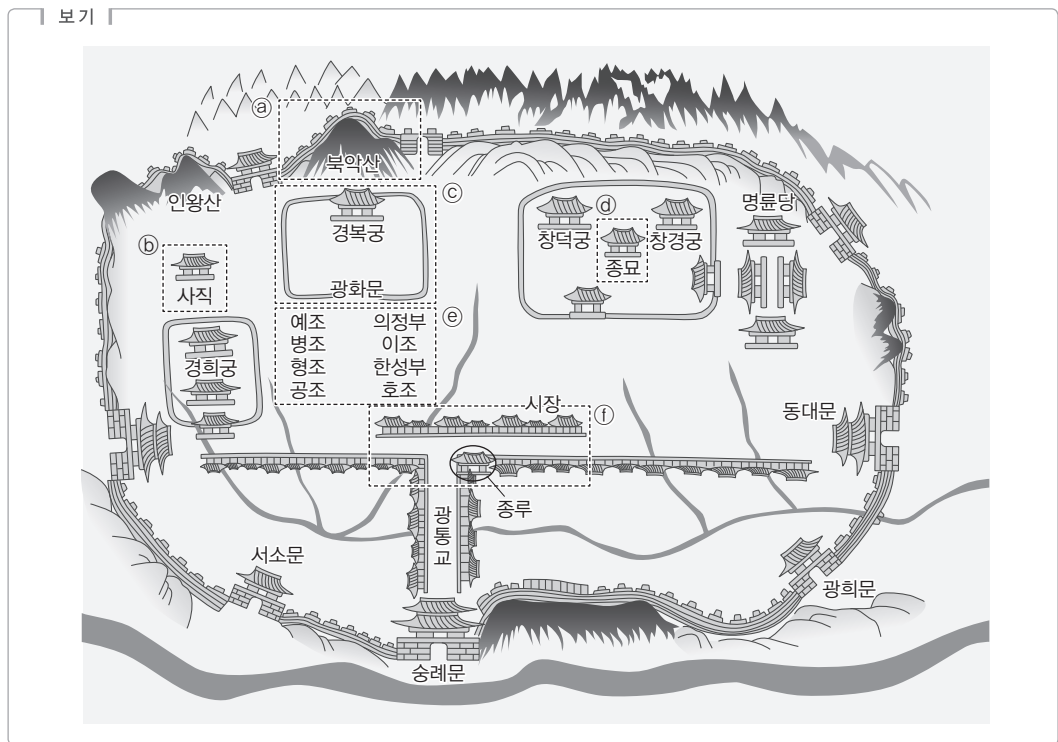 보기
ⓐ
북악산
인왕산
ⓒ
경복궁
광화문
ⓑ
사직
창덕궁
ⓓ
종묘
창경궁
명륜당
예조 의정부
병조 이조
형조 한성부
공조 호조
ⓔ
경희궁
시장
ⓕ
동대문
종루
광통교
서소문
광희문
숭례문